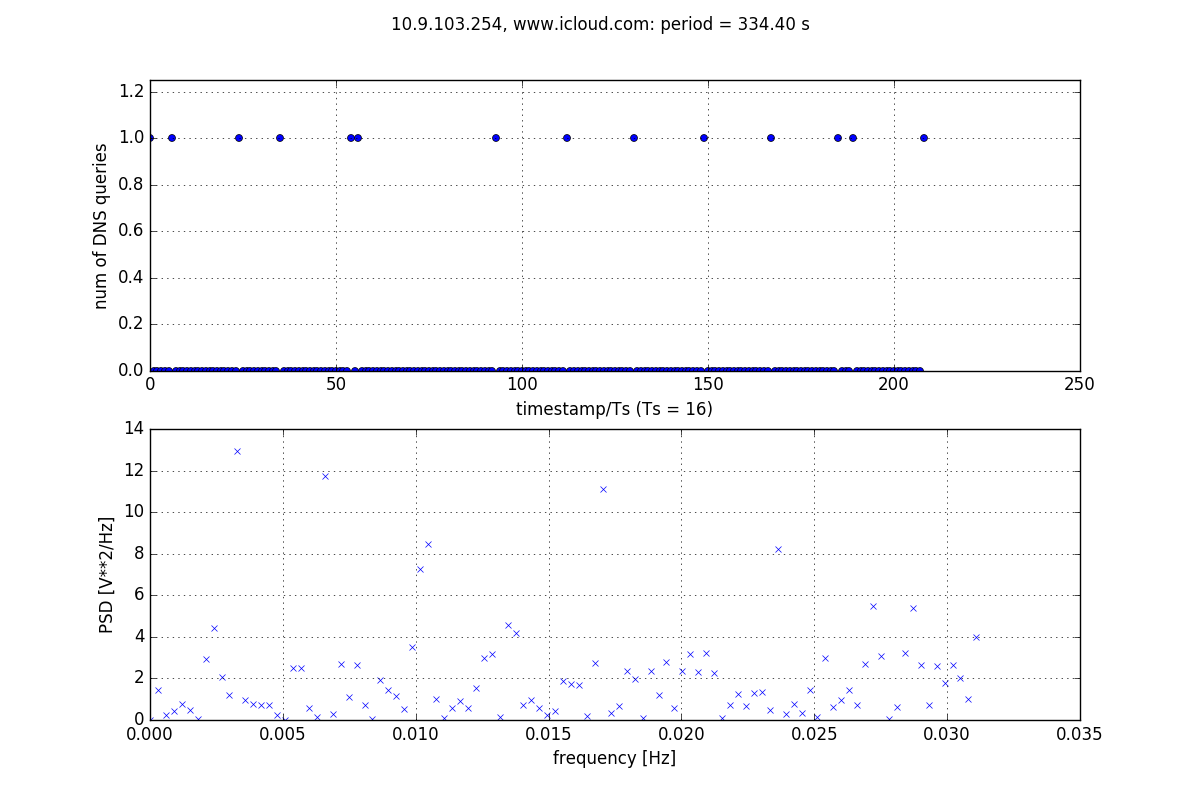 10.9.103.254, www.icloud.com: period = 334.40 s
1.2
1.0
0.8
0.6
0.4
0.2
0.0
num of DNS queries
0 50 100 150 200 250
timestamp/Ts (Ts = 16)
14
12
10
8
6
4
2
0
PSD [V**2/Hz]
0.000 0.005 0.010 0.015 0.020 0.025 0.030 0.035
frequency [Hz]